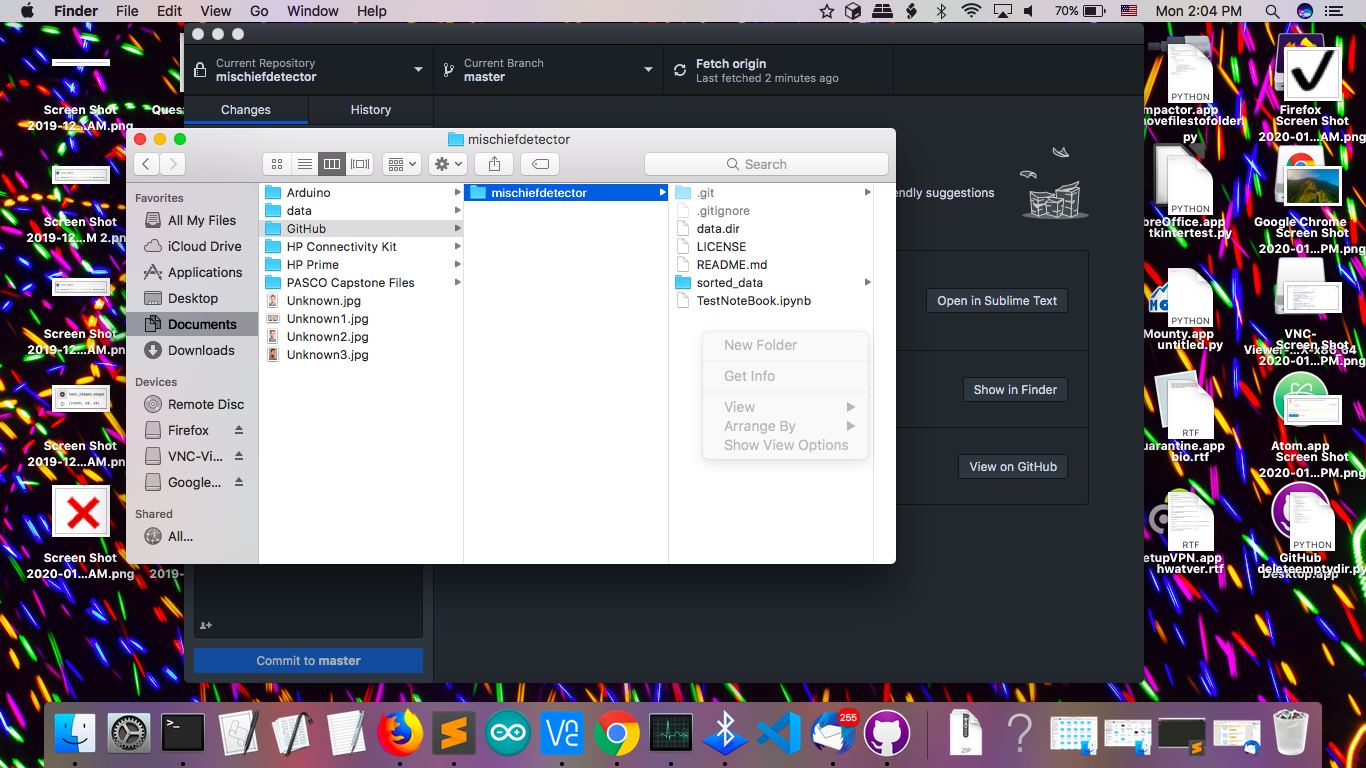 Finder File Edit View Go Window Help
70% Mon 2:04 PM
Current Repository
mischiefdetector
Current Branch
master
Fetch origin
Last fetched 2 minutes ago
Changes History
mischiefdetector
Search
Favorites
All My Files
iCloud Drive
Applications
Desktop
Documents
Downloads
Devices
Remote Disc
Firefox
VNC-Vi...
Google...
Shared
All...
Arduino
data
GitHub
HP Connectivity Kit
HP Prime
PASCO Capstone Files
Unknown.jpg
Unknown1.jpg
Unknown2.jpg
Unknown3.jpg
mischiefdetector
.git
.gitignore
data.dir
LICENSE
README.md
sorted_data
TestNoteBook.ipynb
New Folder
Get Info
View
Arrange By
Show View Options
endly suggestions
Open in Sublime Text
Show in Finder
View on GitHub
Commit to master
Screen Shot
2019-12...AM.png
Ques
Screen Shot
2019-12...M 2.png
Screen Shot
2019-12...AM.png
Screen Shot
2019-12...AM.png
Screen Shot
2020-01...AM.png
2019-
PYTHON
mpactor.app
ovefilestofolder
py
Firefox
Screen Shot
2020-01...AM.png
PYTHON
breOffice.app
tkintertest.py
Google Chrome
Screen Shot
2020-01...PM.png
PYTHON
Mounty.app
untitled.py
VNC-
Screen Shot
Viewer-...X-x86_64
2020-01...PM.png
RTF
uarantine.app
bio.rtf
Atom.app
Screen Shot
2020-01...PM.png
RTF
etupVPN.app
hwatver.rtf
PYTHON
GitHub
deleteemptydir.py
Desktop.app
255
ZIP